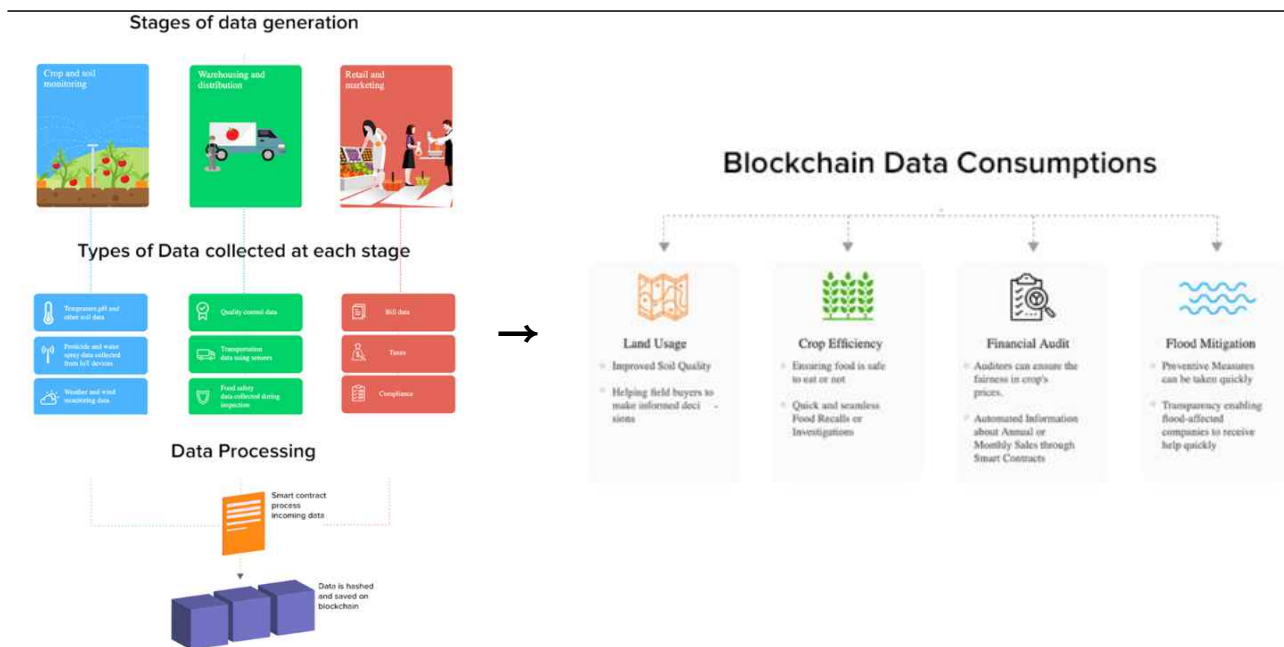 Stages of data generation
Crop and soil
monitoring
Warehousing and
distribution
Retail and
marketing
Types of Data collected at each stage
Temprature,pH and
other soil data
Pesticide and water
spray data collected
from IoT devices
Weather and wind
monitoring data
Quality control data
Transportation
data using sensors
Food safety
data collected during
inspection
Bill data
Taxes
Compliance
Data Processing
Smart contract
process
incoming data
Data is hashed
and saved on
blockchain
→
Blockchain Data Consumptions
Land Usage
Improved Soil Quality
Helping field buyers to
make informed deci -
sions
Crop Efficiency
Ensuring food is safe
to eat or not
Quick and seamless
Food Recalls or
Investigations
Financial Audit
Auditors can ensure the
fairness in crop's
prices.
Automated Information
about Annual or
Monthly Sales through
Smart Contracts
Flood Mitigation
Preventive Measures
can be taken quickly
Transparency enabling
flood-affected
companies to receive
help quickly